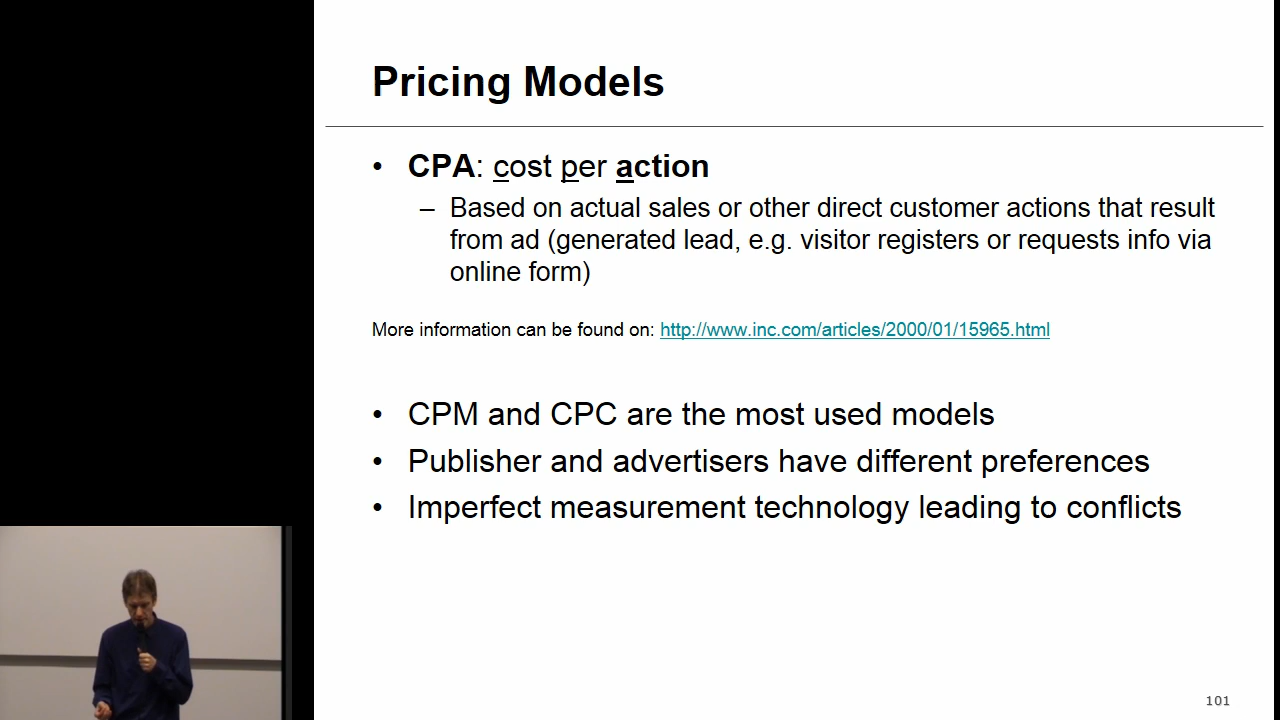 Pricing Models
• CPA: cost per action
– Based on actual sales or other direct customer actions that result
from ad (generated lead, e.g. visitor registers or requests info via
online form)
More information can be found on: http://www.inc.com/articles/2000/01/15965.html
• CPM and CPC are the most used models
• Publisher and advertisers have different preferences
• Imperfect measurement technology leading to conflicts
101